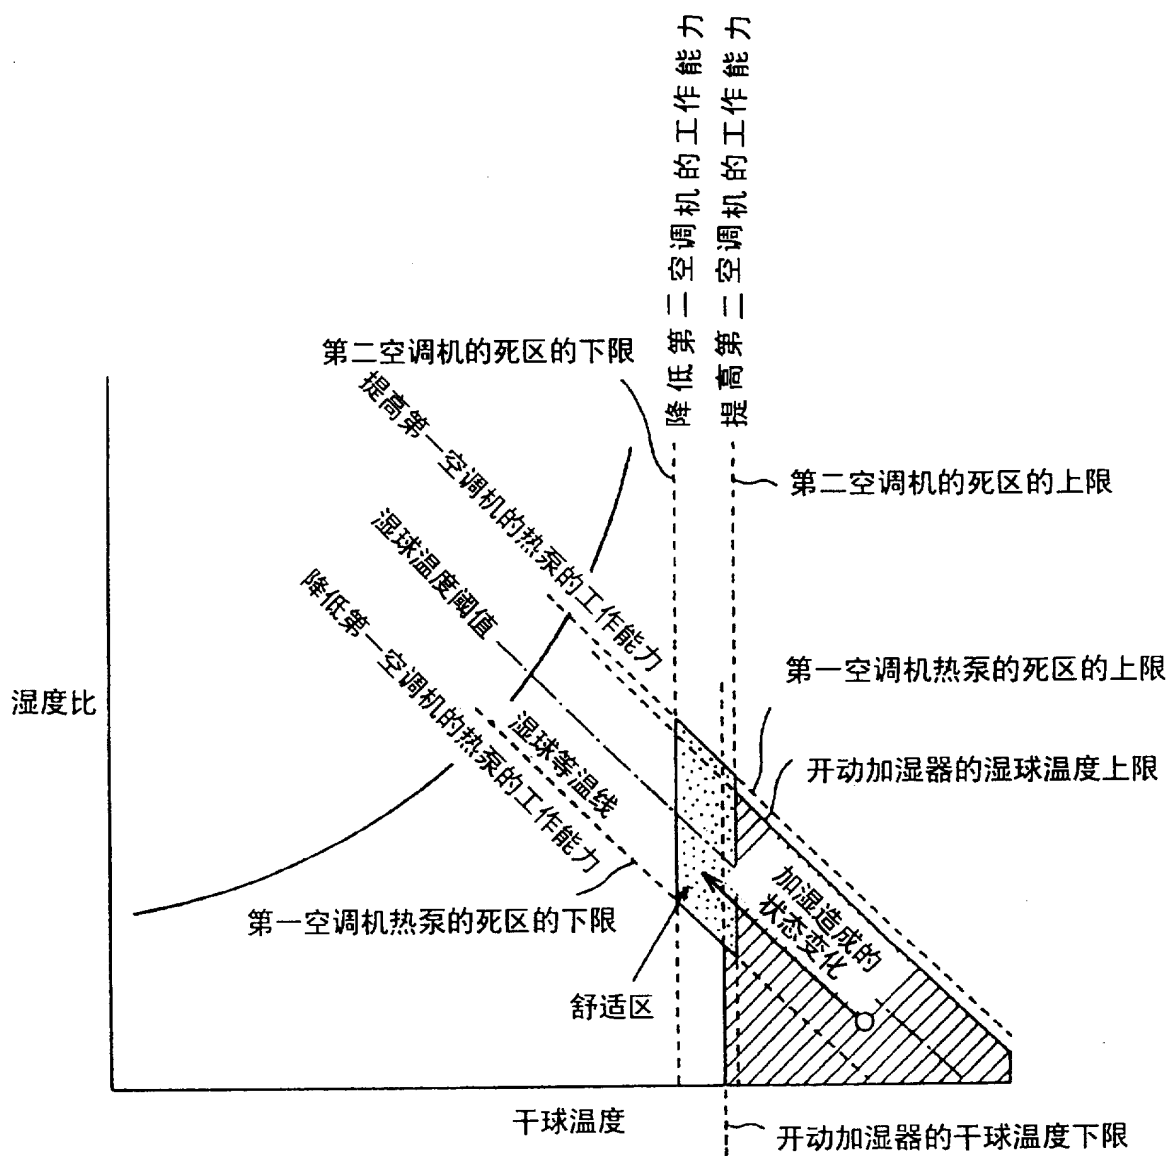 降低第二空调机的工作能力
提高第二空调机的工作能力
第二空调机的死区的下限
提高第一空调机的热泵的工作能力
第二空调机的死区的上限
湿球温度阈值
降低第一空调机的热泵的工作能力
第一空调机热泵的死区的上限
湿度比
湿球等温线
开动加湿器的湿球温度上限
加湿造成的
状态变化
第一空调机热泵的死区的下限
舒适区
干球温度
开动加湿器的干球温度下限